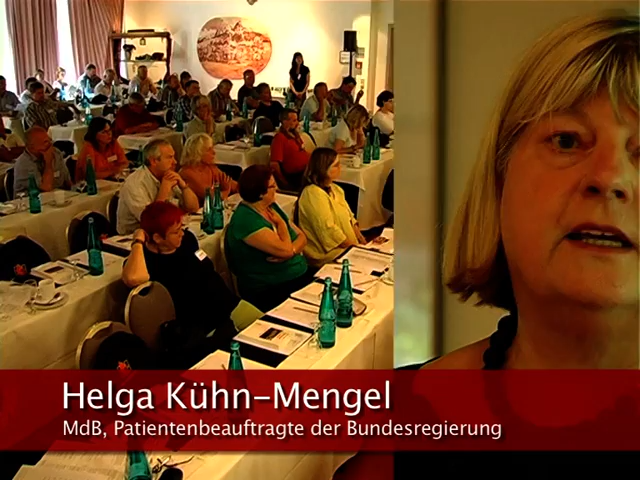 Helga Kühn-Mengel
MdB, Patientenbeauftragte der Bundesregierung